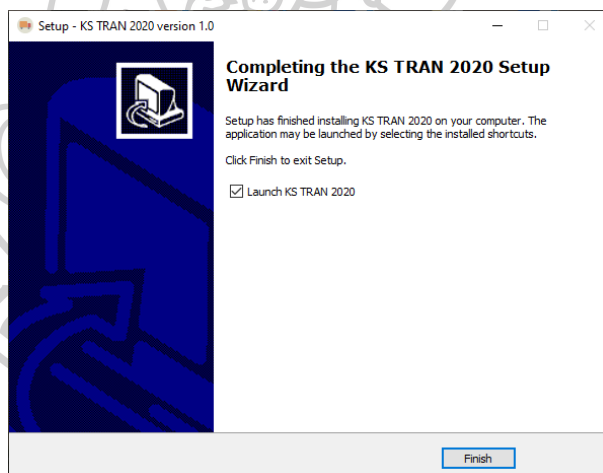 Setup - KS TRAN 2020 version 1.0
Completing the KS TRAN 2020 Setup
Wizard
Setup has finished installing KS TRAN 2020 on your computer. The
application may be launched by selecting the installed shortcuts.
Click Finish to exit Setup.
Launch KS TRAN 2020
Finish